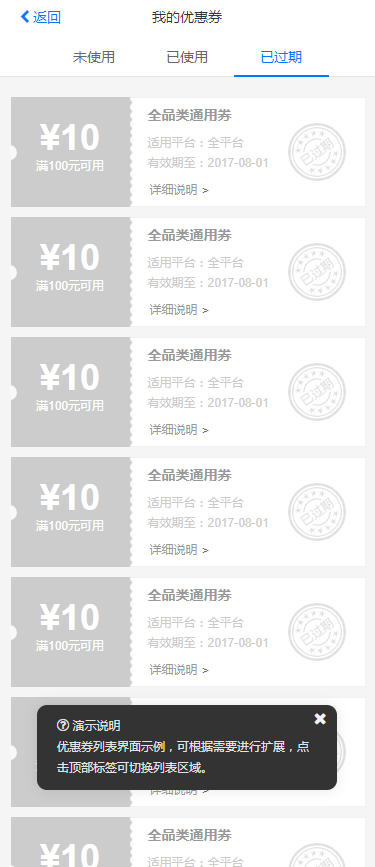 返回
我的优惠券
未使用 已使用 已过期
¥10
满100元可用
全品类通用券
适用平台：全平台
有效期至：2017-08-01
详细说明 >
已过期
¥10
满100元可用
全品类通用券
适用平台：全平台
有效期至：2017-08-01
详细说明 >
已过期
¥10
满100元可用
全品类通用券
适用平台：全平台
有效期至：2017-08-01
详细说明 >
已过期
¥10
满100元可用
全品类通用券
适用平台：全平台
有效期至：2017-08-01
详细说明 >
已过期
¥10
满100元可用
全品类通用券
适用平台：全平台
有效期至：2017-08-01
详细说明 >
已过期
演示说明
优惠券列表界面示例，可根据需要进行扩展，点
击顶部标签可切换列表区域。
详细说明 >
¥10
全品类通用券
适用平台：全平台